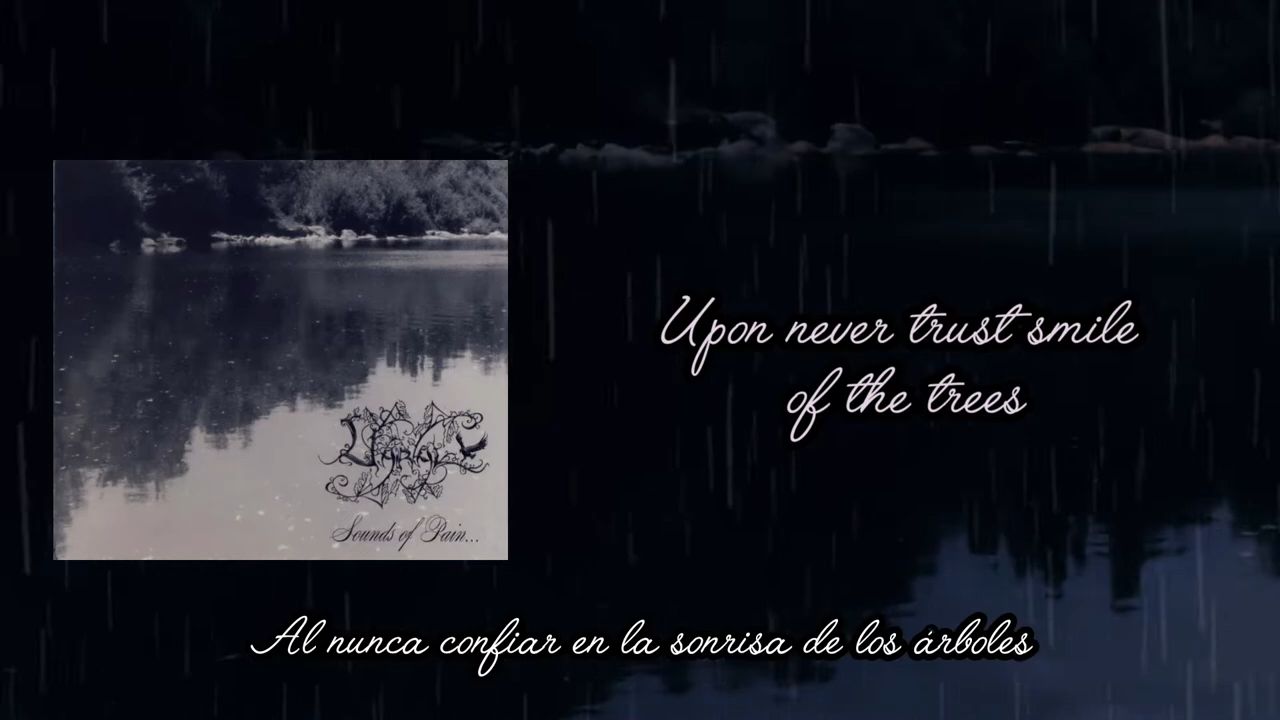 Upon never trust smile
of the trees
Sounds of Pain...
Al nunca confiar en la sonrisa de los árboles